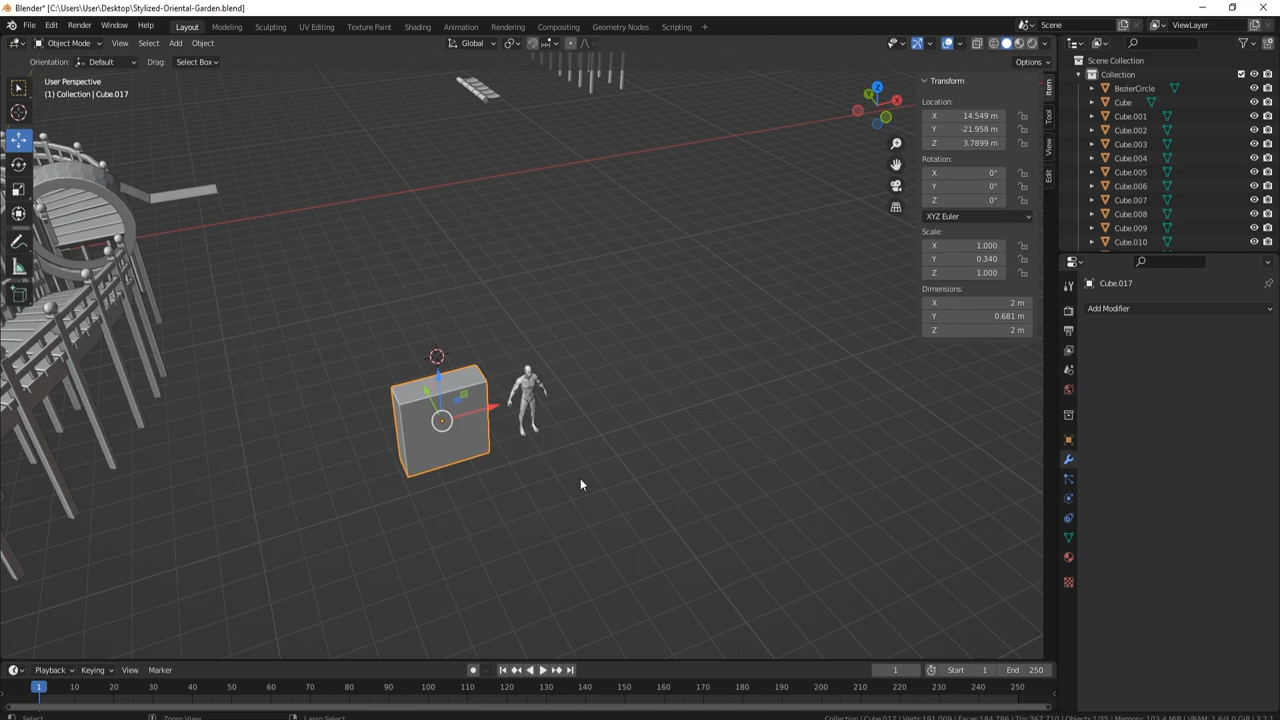 Blender* [C:\Users\User\Desktop\Stylized-Oriental-Garden.blend]
File Edit Render Window Help Layout Modeling Sculpting UV Editing Texture Paint Shading Animation Rendering Compositing Geometry Nodes Scripting + Scene ViewLayer
Object Mode View Select Add Object Global
Orientation: Default Drag: Select Box Options
User Perspective
(1) Collection | Cube.017
Transform
Location:
X 14.549 m
Y -21.958 m
Z 3.7899 m
Rotation:
X 0°
Y 0°
Z 0°
XYZ Euler
Scale:
X 1.000
Y 0.340
Z 1.000
Dimensions:
X 2 m
Y 0.681 m
Z 2 m
Item
Tool
View
Edit
Z
Y
X
Scene Collection
Collection
BezierCircle
Cube
Cube.001
Cube.002
Cube.003
Cube.004
Cube.005
Cube.006
Cube.007
Cube.008
Cube.009
Cube.010
Cube.017
Add Modifier
Playback Keying View Marker 1 Start 1 End 250
1 10 20 30 40 50 60 70 80 90 100 110 120 130 140 150 160 170 180 190 200 210 220 230 240 250